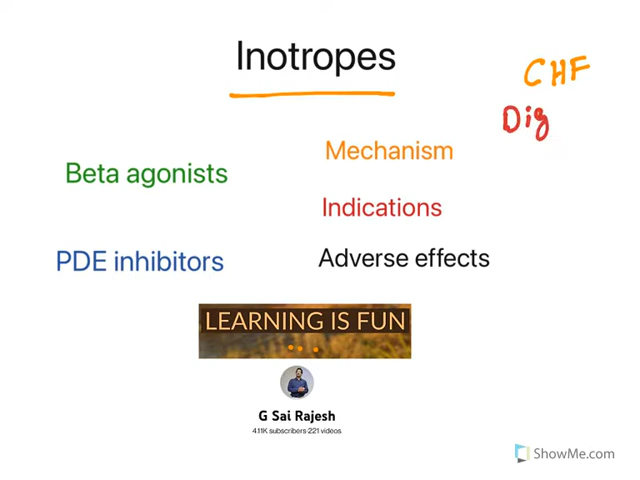 Inotropes
CHF
Dig
Beta agonists
Mechanism
Indications
PDE inhibitors
Adverse effects
LEARNING IS FUN
G Sai Rajesh
4.11K subscribers·221 videos
ShowMe.com